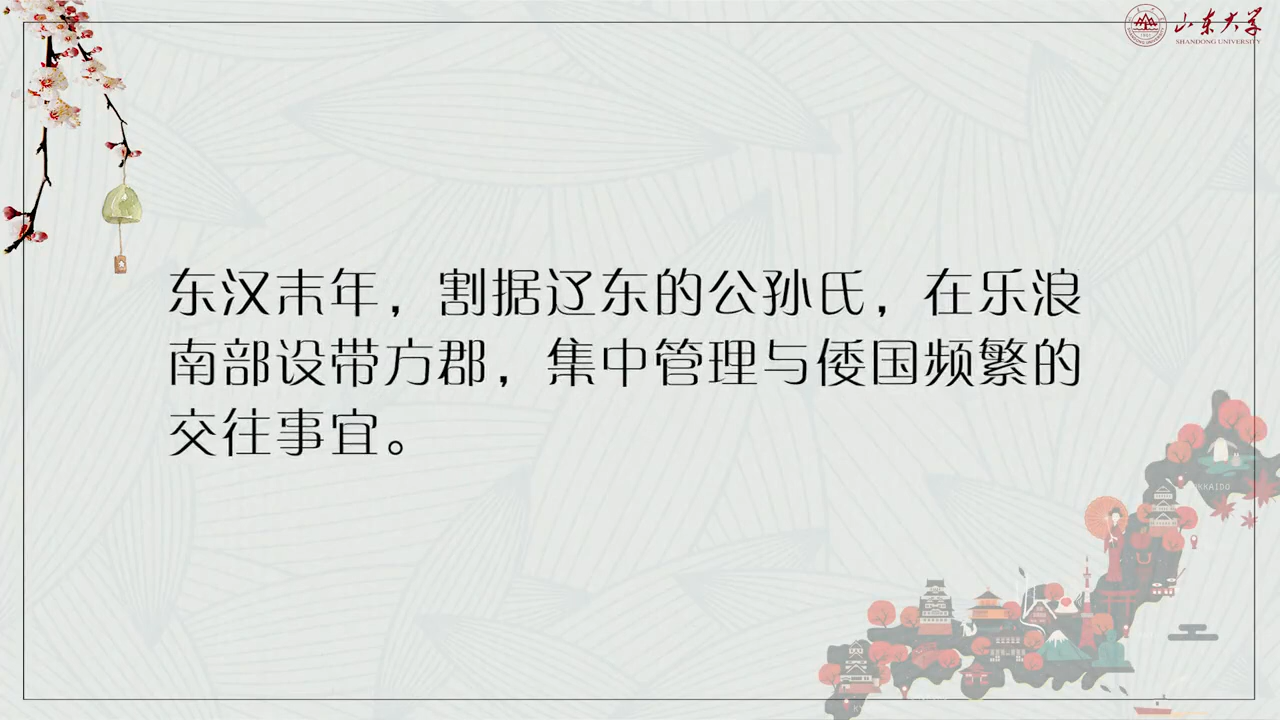 山东大学
SHANDONG UNIVERSITY
东汉末年，割据辽东的公孙氏，在乐浪
南部设带方郡，集中管理与倭国频繁的
交往事宜。
HOKKAIDO